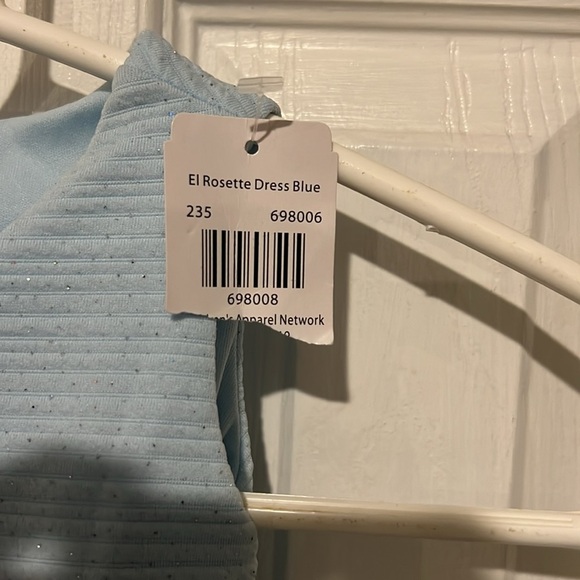 El Rosette Dress Blue
235 698006
698008
Apparel Network